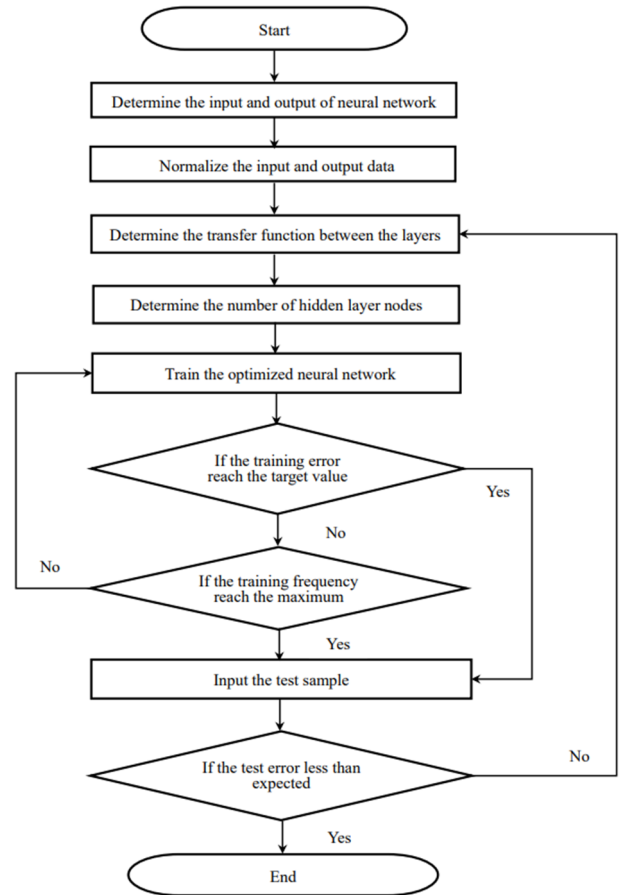 Start
Determine the input and output of neural network
Normalize the input and output data
Determine the transfer function between the layers
Determine the number of hidden layer nodes
Train the optimized neural network
If the training error
reach the target value
Yes
No
No
If the training frequency
reach the maximum
Yes
Input the test sample
If the test error less than
expected
No
Yes
End